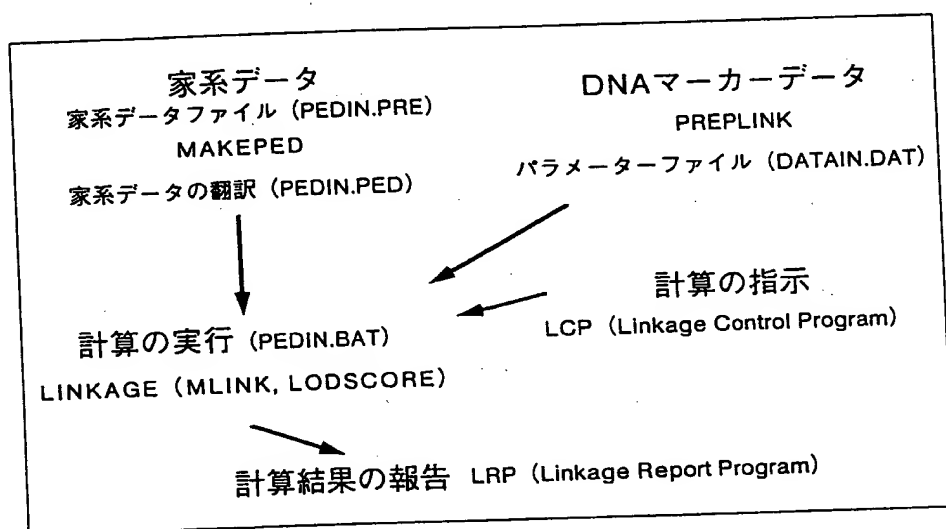 家系データ
家系データファイル（PEDIN.PRE）
MAKEPED
家系データの翻訳（PEDIN.PED）
DNAマーカーデータ
PREPLINK
パラメーターファイル（DATAIN.DAT）
計算の指示
LCP（Linkage Control Program）
計算の実行（PEDIN.BAT）
LINKAGE（MLINK, LODSCORE）
計算結果の報告 LRP（Linkage Report Program）